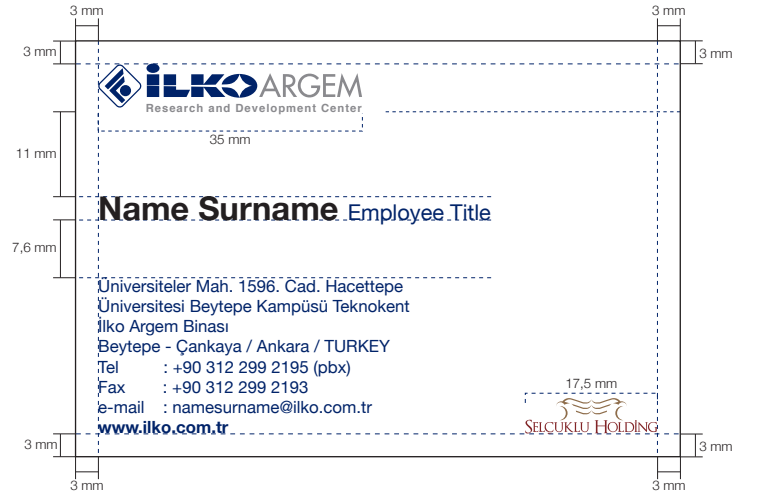 3 mm
3 mm
3 mm
3 mm
İLKO ARGEM
Research and Development Center
35 mm
11 mm
Name Surname Employee Title
7,6 mm
Üniversiteler Mah. 1596. Cad. Hacettepe
Üniversitesi Beytepe Kampüsü Teknokent
İlko Argem Binası
Beytepe - Çankaya / Ankara / TURKEY
Tel : +90 312 299 2195 (pbx)
Fax : +90 312 299 2193
e-mail : namesurname@ilko.com.tr
www.ilko.com.tr
17,5 mm
SELÇUKLU HOLDİNG
3 mm
3 mm
3 mm
3 mm